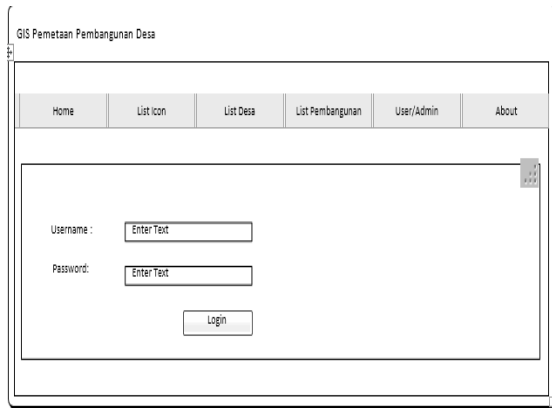 GIS Pemetaan Pembangunan Desa
Home List Icon List Desa List Pembangunan User/Admin About
Username : Enter Text
Password: Enter Text
Login